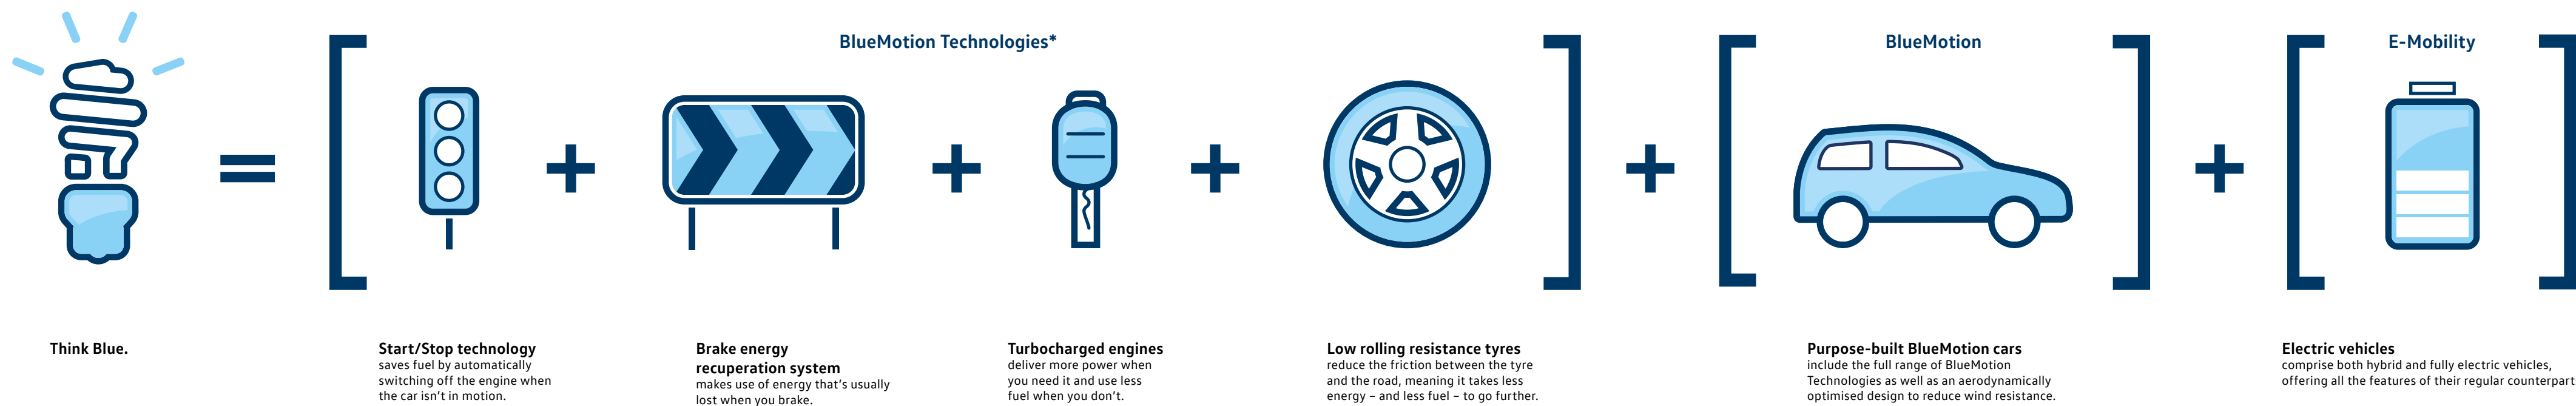 BlueMotion Technologies*
BlueMotion
E-Mobility
Think Blue.
Start/Stop technology
saves fuel by automatically
switching off the engine when
the car isn't in motion.
Brake energy
recuperation system
makes use of energy that's usually
lost when you brake.
Turbocharged engines
deliver more power when
you need it and use less
fuel when you don't.
Low rolling resistance tyres
reduce the friction between the tyre
and the road, meaning it takes less
energy – and less fuel – to go further.
Purpose-built BlueMotion cars
include the full range of BlueMotion
Technologies as well as an aerodynamically
optimised design to reduce wind resistance.
Electric vehicles
comprise both hybrid and fully electric vehicles,
offering all the features of their regular counterpart